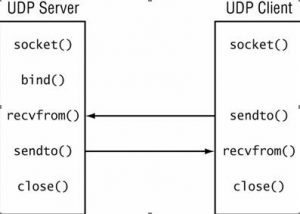 UDP Server
socket()
bind()
recvfrom()
sendto()
close()
UDP Client
socket()
sendto()
recvfrom()
close()